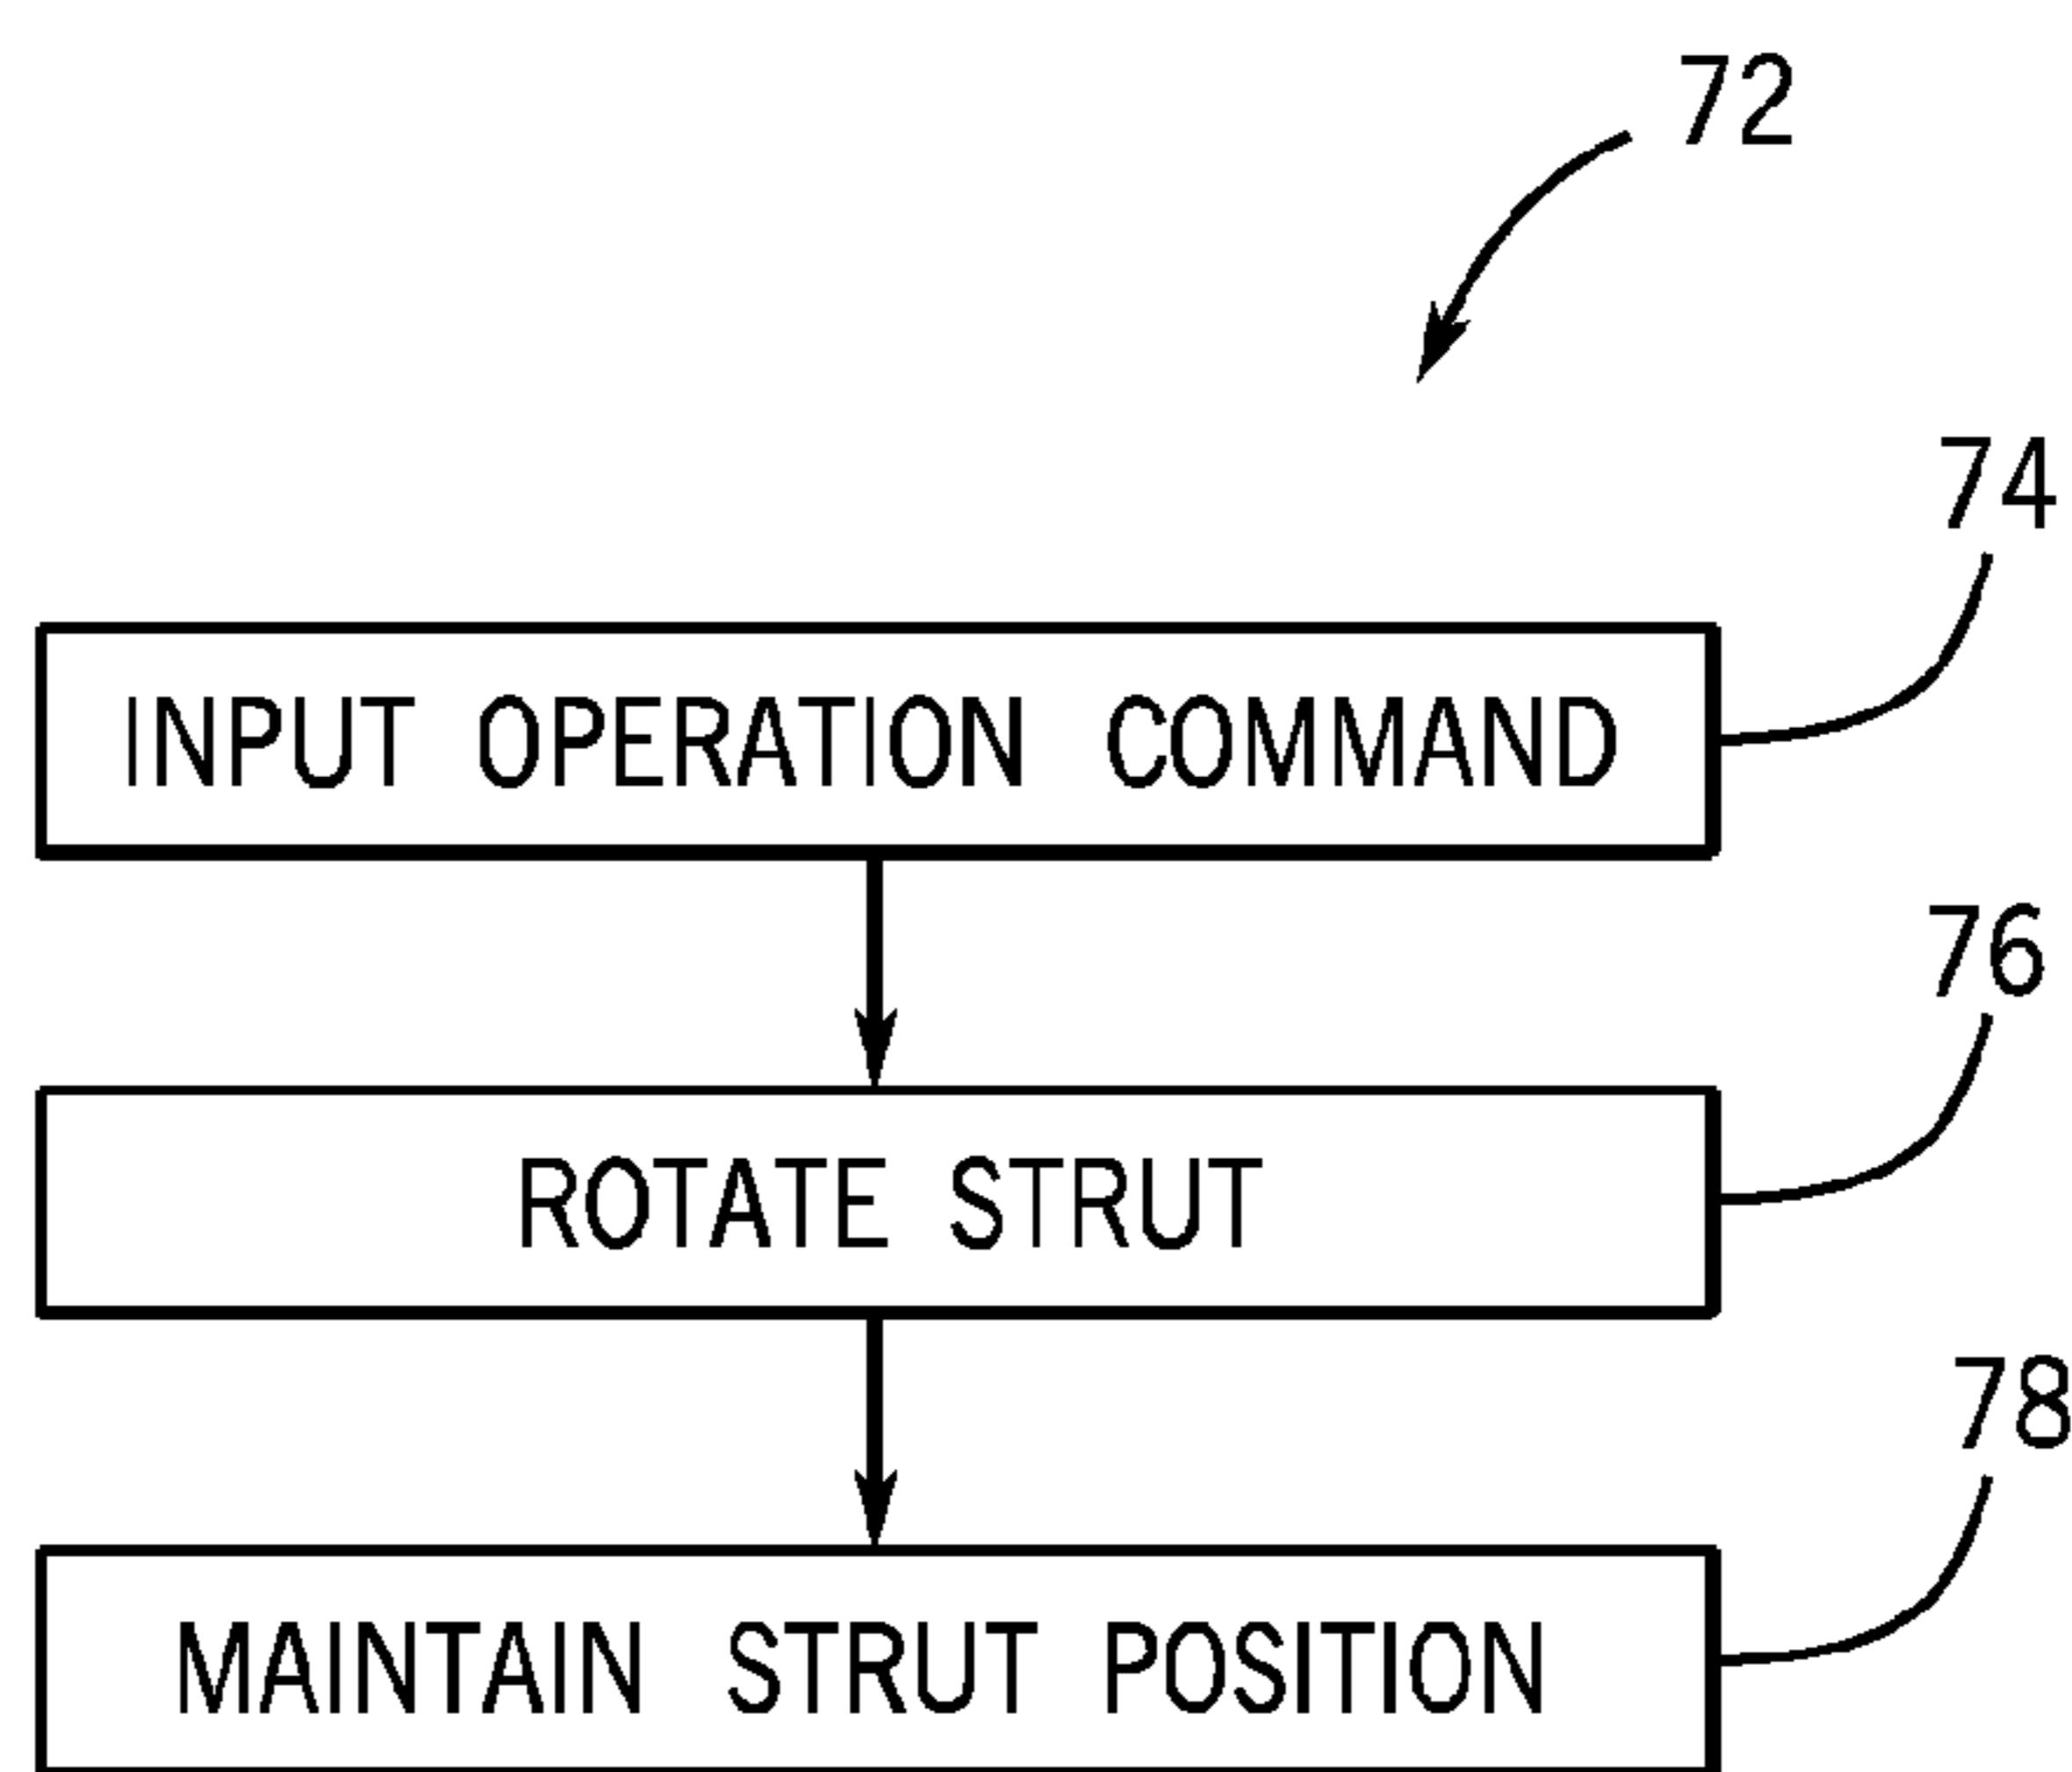 72
74
INPUT OPERATION COMMAND
76
ROTATE STRUT
78
MAINTAIN STRUT POSITION